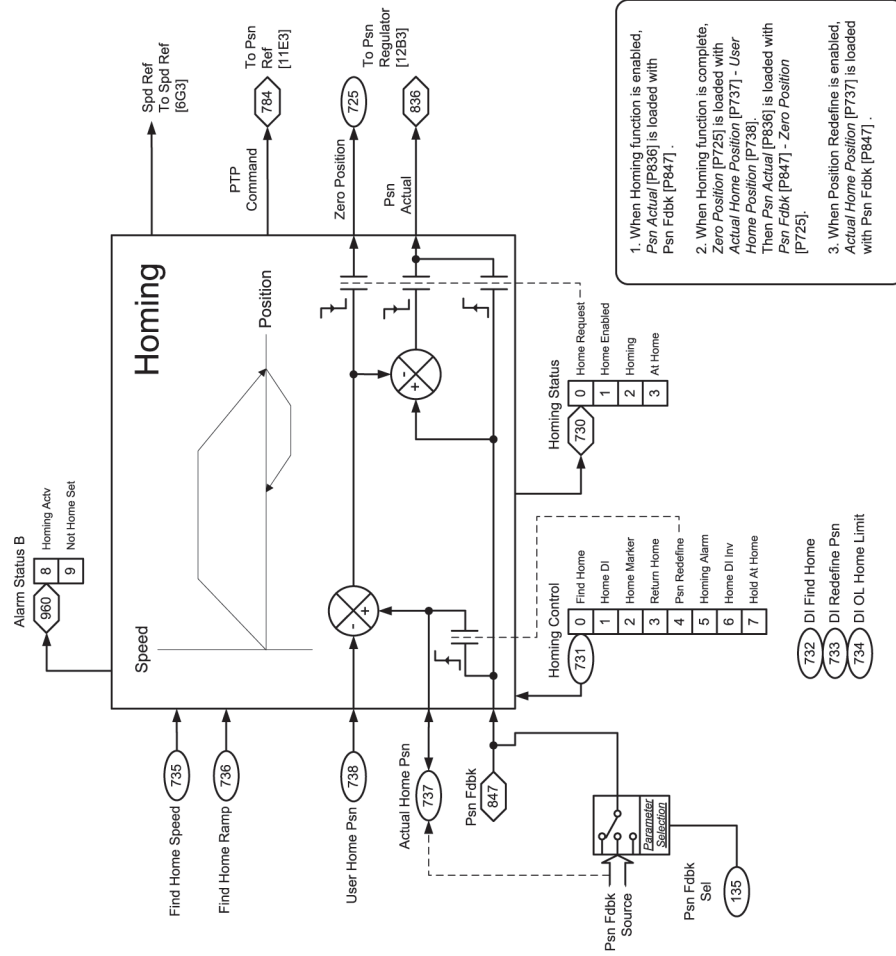 Homing
Speed
Position
Alarm Status B
960
8 Homing Actv
9 Not Home Set
Find Home Speed
735
Find Home Ramp
736
User Home Psn
738
Actual Home Psn
737
Psn Fdbk
847
Psn Fdbk
Source
Parameter
Selection
Psn Fdbk
Sel
135
-
+
-
+
Spd Ref
To Spd Ref
[6G3]
PTP
Command
784
To Psn
Ref
[11E3]
Zero Position
725
To Psn
Regulator
[12B3]
Psn
Actual
836
Homing Control
731
0 Find Home
1 Home DI
2 Home Marker
3 Return Home
4 Psn Redefine
5 Homing Alarm
6 Home DI Inv
7 Hold At Home
Homing Status
730
0 Home Request
1 Home Enabled
2 Homing
3 At Home
732 DI Find Home
733 DI Redefine Psn
734 DI OL Home Limit
1. When Homing function is enabled,
Psn Actual [P836] is loaded with
Psn Fdbk [P847] .
2. When Homing function is complete,
Zero Position [P725] is loaded with
Actual Home Position [P737] - User
Home Position [P738].
Then Psn Actual [P836] is loaded with
Psn Fdbk [P847] - Zero Position
[P725].
3. When Position Redefine is enabled,
Actual Home Position [P737] is loaded
with Psn Fdbk [P847] .